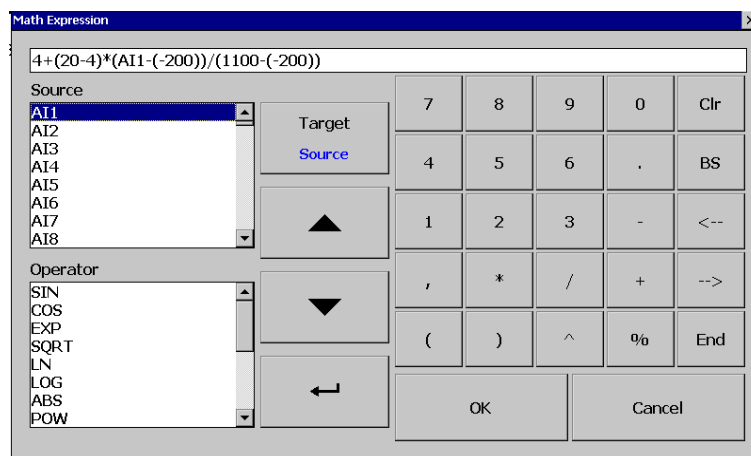 Math Expression
4+(20-4)*(AI1-(-200))/(1100-(-200))
Source
AI1
AI2
AI3
AI4
AI5
AI6
AI7
AI8
Operator
SIN
COS
EXP
SQRT
LN
LOG
ABS
POW
Target
Source
7 8 9 0 Clr
4 5 6 . BS
1 2 3 - <--
, * / + -->
( ) ^ % End
OK Cancel